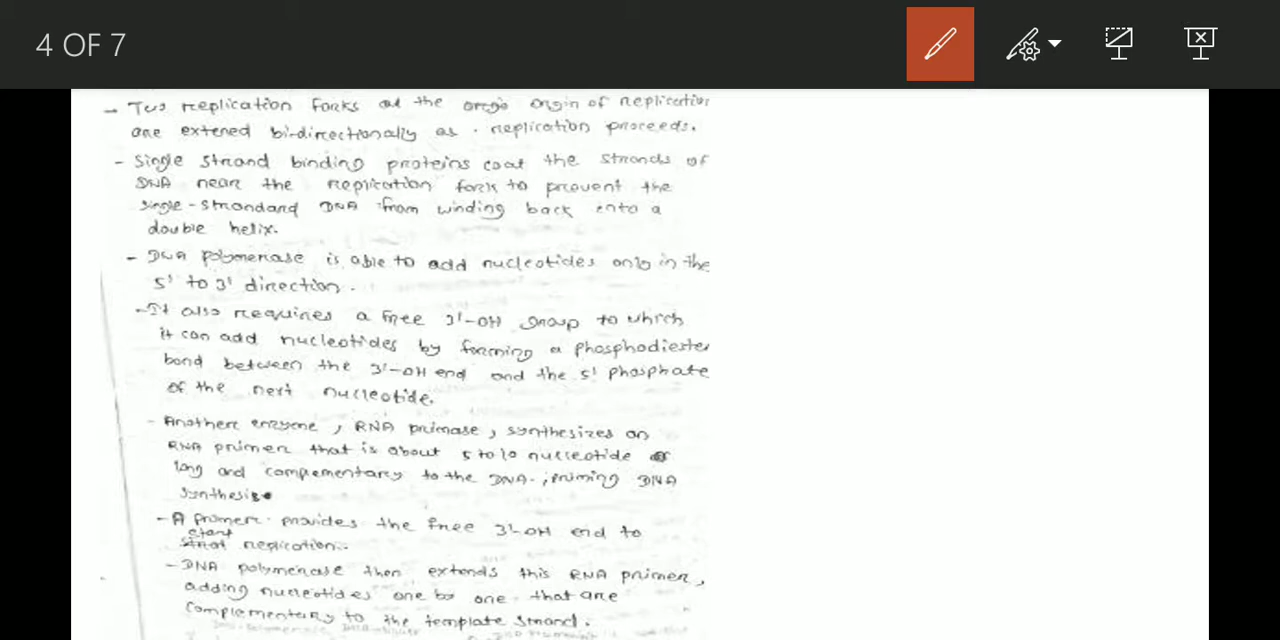 4 OF 7
- Two replication forks at the origin of replication
are extened bi-directionally as replication proceeds.
- Single strand binding proteins coat the strands of
DNA near the replication fork to prevent the
single-strandard DNA from winding back into a
double helix.
- DNA polymerase is able to add nucleotides only in the
5' to 3' direction.
- It also requires a free 3'-OH group to which
it can add nucleotides by forming a phosphodiester
bond between the 3'-OH end and the 5' phosphate
of the next nucleotide.
- Another enzyme, RNA primase, synthesizes an
RNA primer that is about 5 to 10 nucleotide
long and complementary to the DNA, priming DNA
synthesis.
- A primer provides the free 3'-OH end to
start
replication.
- DNA polymerase then extends this RNA primer,
adding nucleotides one by one that are
complementary to the template strand.